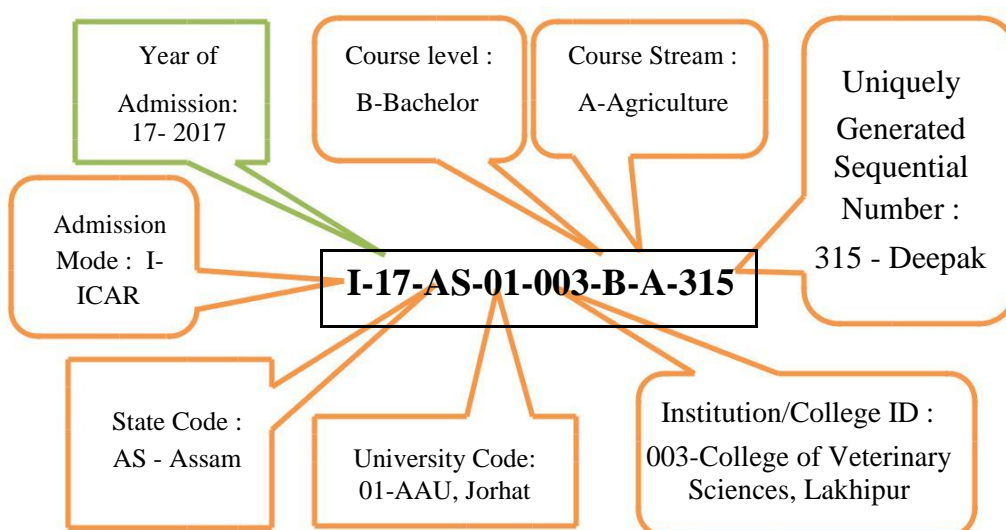 Year of
Admission:
17- 2017
Course level :
B-Bachelor
Course Stream :
A-Agriculture
Uniquely
Generated
Sequential
Number :
315 - Deepak
Admission
Mode : I-
ICAR
I-17-AS-01-003-B-A-315
State Code :
AS - Assam
University Code:
01-AAU, Jorhat
Institution/College ID :
003-College of Veterinary
Sciences, Lakhipur